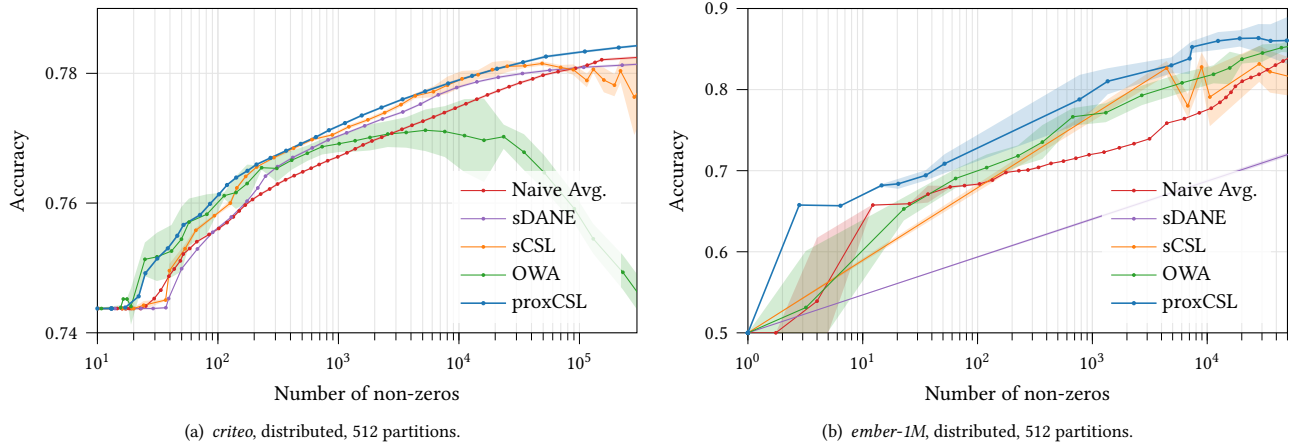 Accuracy
0.78
0.76
0.74
10^1
10^2
10^3
10^4
10^5
Number of non-zeros
Naive Avg.
sDANE
sCSL
OWA
proxCSL
(a) criteo, distributed, 512 partitions.
Accuracy
0.9
0.8
0.7
0.6
0.5
10^0
10^1
10^2
10^3
10^4
Number of non-zeros
Naive Avg.
sDANE
sCSL
OWA
proxCSL
(b) ember-1M, distributed, 512 partitions.